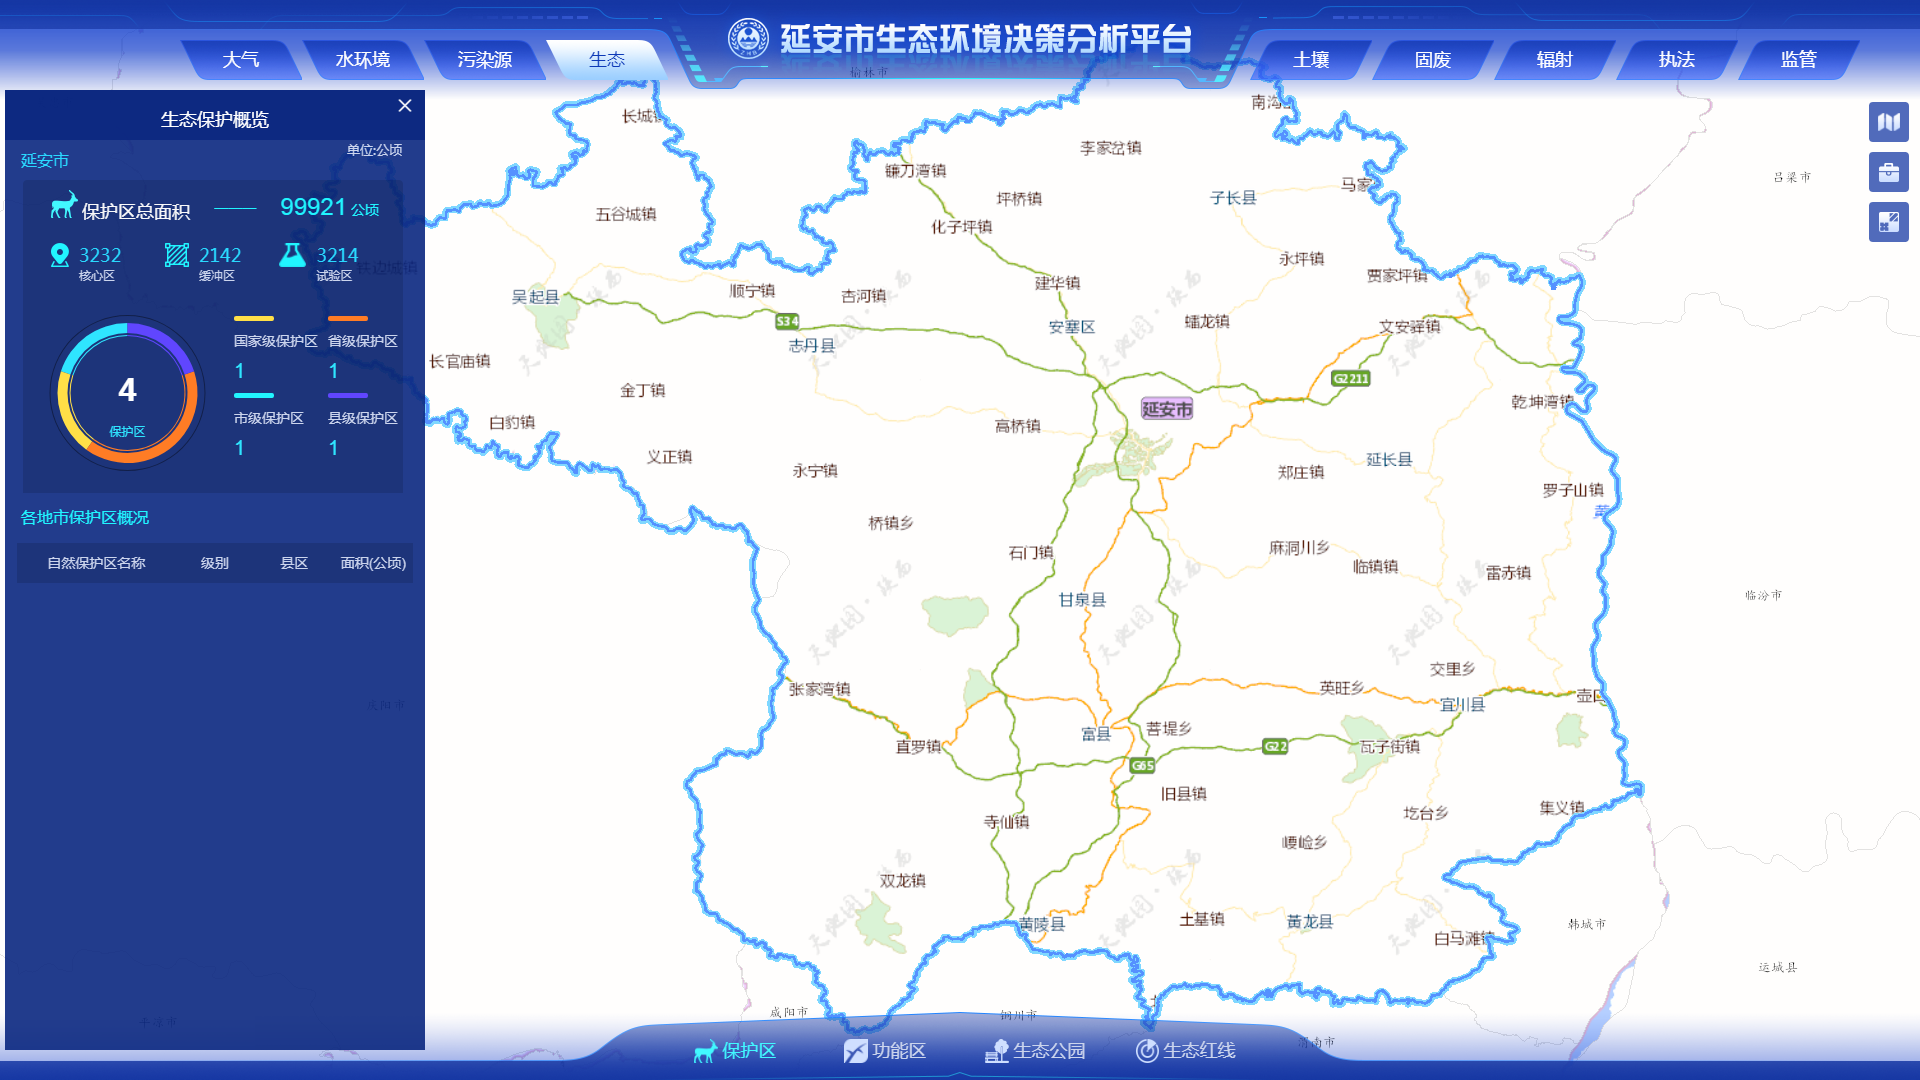 延安市生态环境决策分析平台
大气
水环境
污染源
生态
土壤
固废
辐射
执法
监管
生态保护概览
延安市
单位:公顷
保护区总面积
99921 公顷
3232
核心区
2142
缓冲区
3214
试验区
4
保护区
国家级保护区
1
省级保护区
1
市级保护区
1
县级保护区
1
各地市保护区概况
自然保护区名称 级别 县区 面积(公顷)
榆林市
长城镇
南沟岔
李家岔镇
镰刀湾镇
坪桥镇
子长县
马家
吕梁市
五谷城镇
化子坪镇
永坪镇
贾家坪镇
铁边城镇
吴起县
顺宁镇
杏河镇
建华镇
S34
安塞区
蟠龙镇
文安驿镇
志丹县
长官庙镇
金丁镇
G2211
延安市
乾坤湾镇
白豹镇
高桥镇
义正镇
永宁镇
郑庄镇
延长县
罗子山镇
黄
桥镇乡
石门镇
麻洞川乡
临镇镇
雷赤镇
甘泉县
临汾市
张家湾镇
交里乡
英旺乡
宜川县
壶口
庆阳市
直罗镇
富县
菩堤乡
G22
瓦子街镇
G65
旧县镇
集义镇
寺仙镇
圪台乡
崾崄乡
双龙镇
黄陵县
土基镇
黄龙县
白马滩镇
韩城市
运城县
咸阳市
铜川市
渭南市
平凉市
天地图·陕西
保护区
功能区
生态公园
生态红线